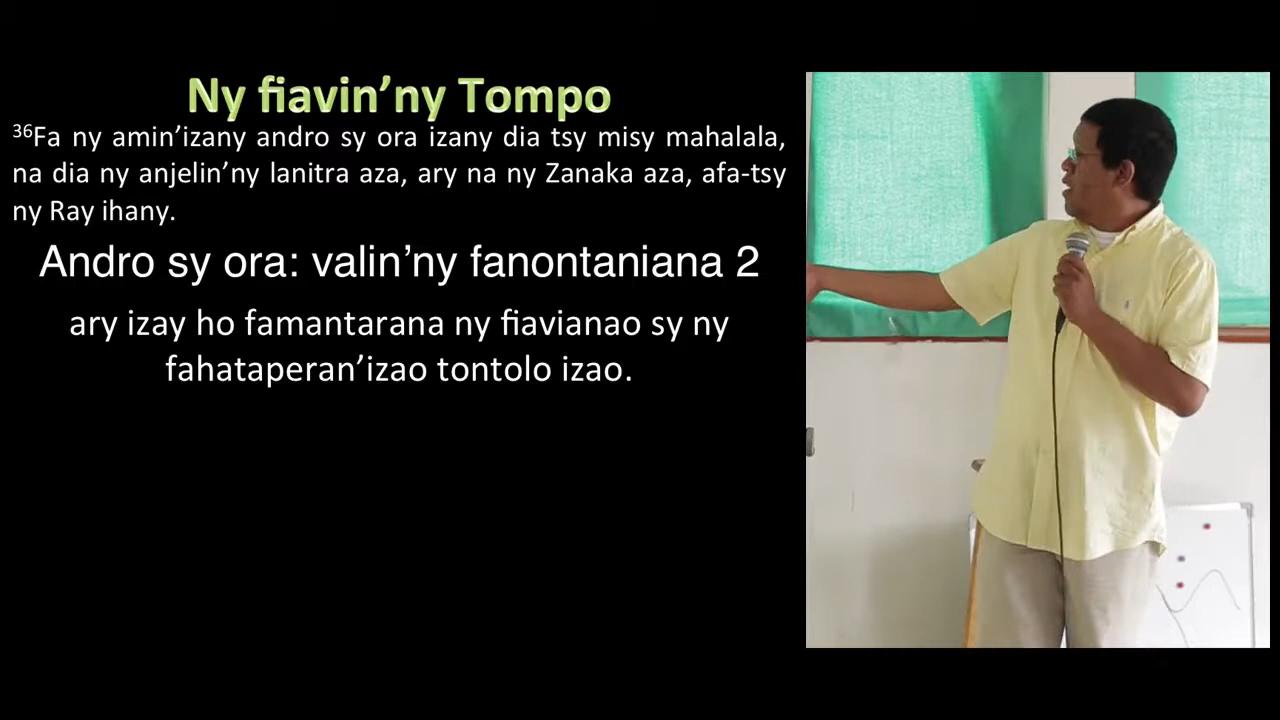 Ny fiavin’ny Tompo
³⁶Fa ny amin’izany andro sy ora izany dia tsy misy mahalala,
na dia ny anjelin’ny lanitra aza, ary na ny Zanaka aza, afa-tsy
ny Ray ihany.
Andro sy ora: valin’ny fanontaniana 2
ary izay ho famantarana ny fiavianao sy ny
fahataperan’izao tontolo izao.